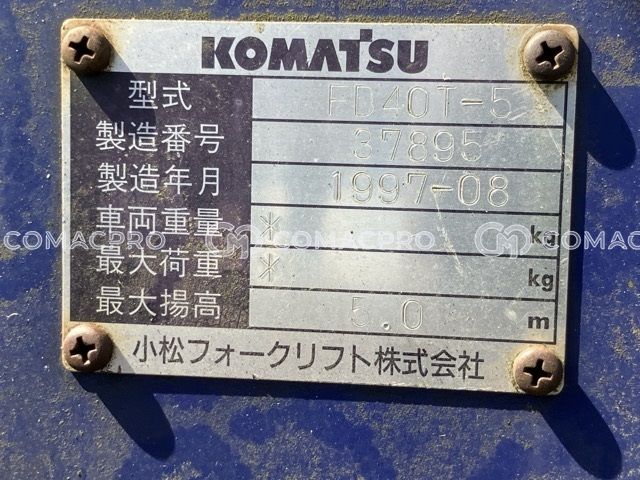 KOMATSU
型式 FD40T-5
製造番号 37895
製造年月 1997-08
車両重量 * kg
COMACPRO COMACPRO COMACPRO
最大荷重 * kg
最大揚高 5.0 m
小松フォークリフト株式会社